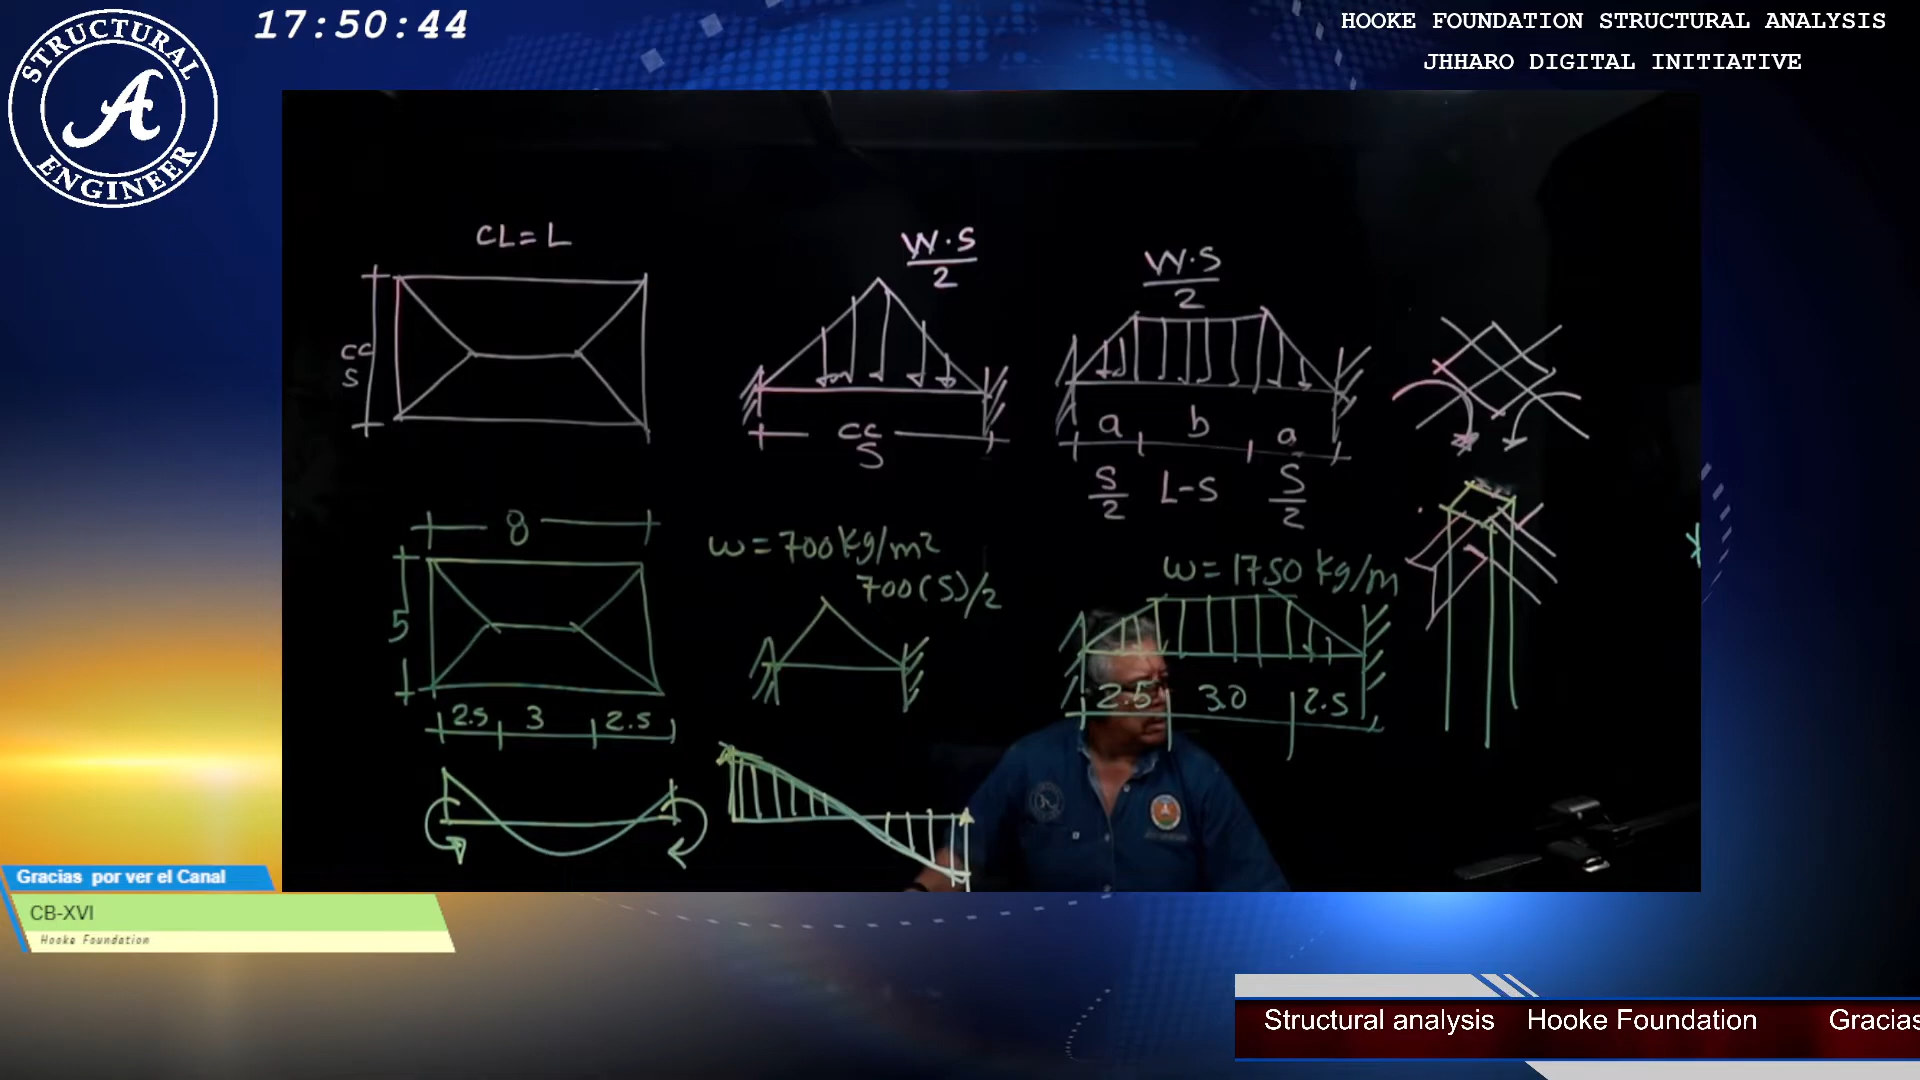 STRUCTURAL
A
ENGINEER
17:50:44
HOOKE FOUNDATION STRUCTURAL ANALYSIS
JHHARO DIGITAL INITIATIVE
CL=L
CC
S
W·S
2
CC
S
W·S
2
a b a
S/2 L-S S/2
8
5
2.5 3 2.5
w=700kg/m2
700(5)/2
w=1750 kg/m
2.5 3.0 2.5
Gracias por ver el Canal
CB-XVI
Hooke Foundation
Structural analysis Hooke Foundation Gracias